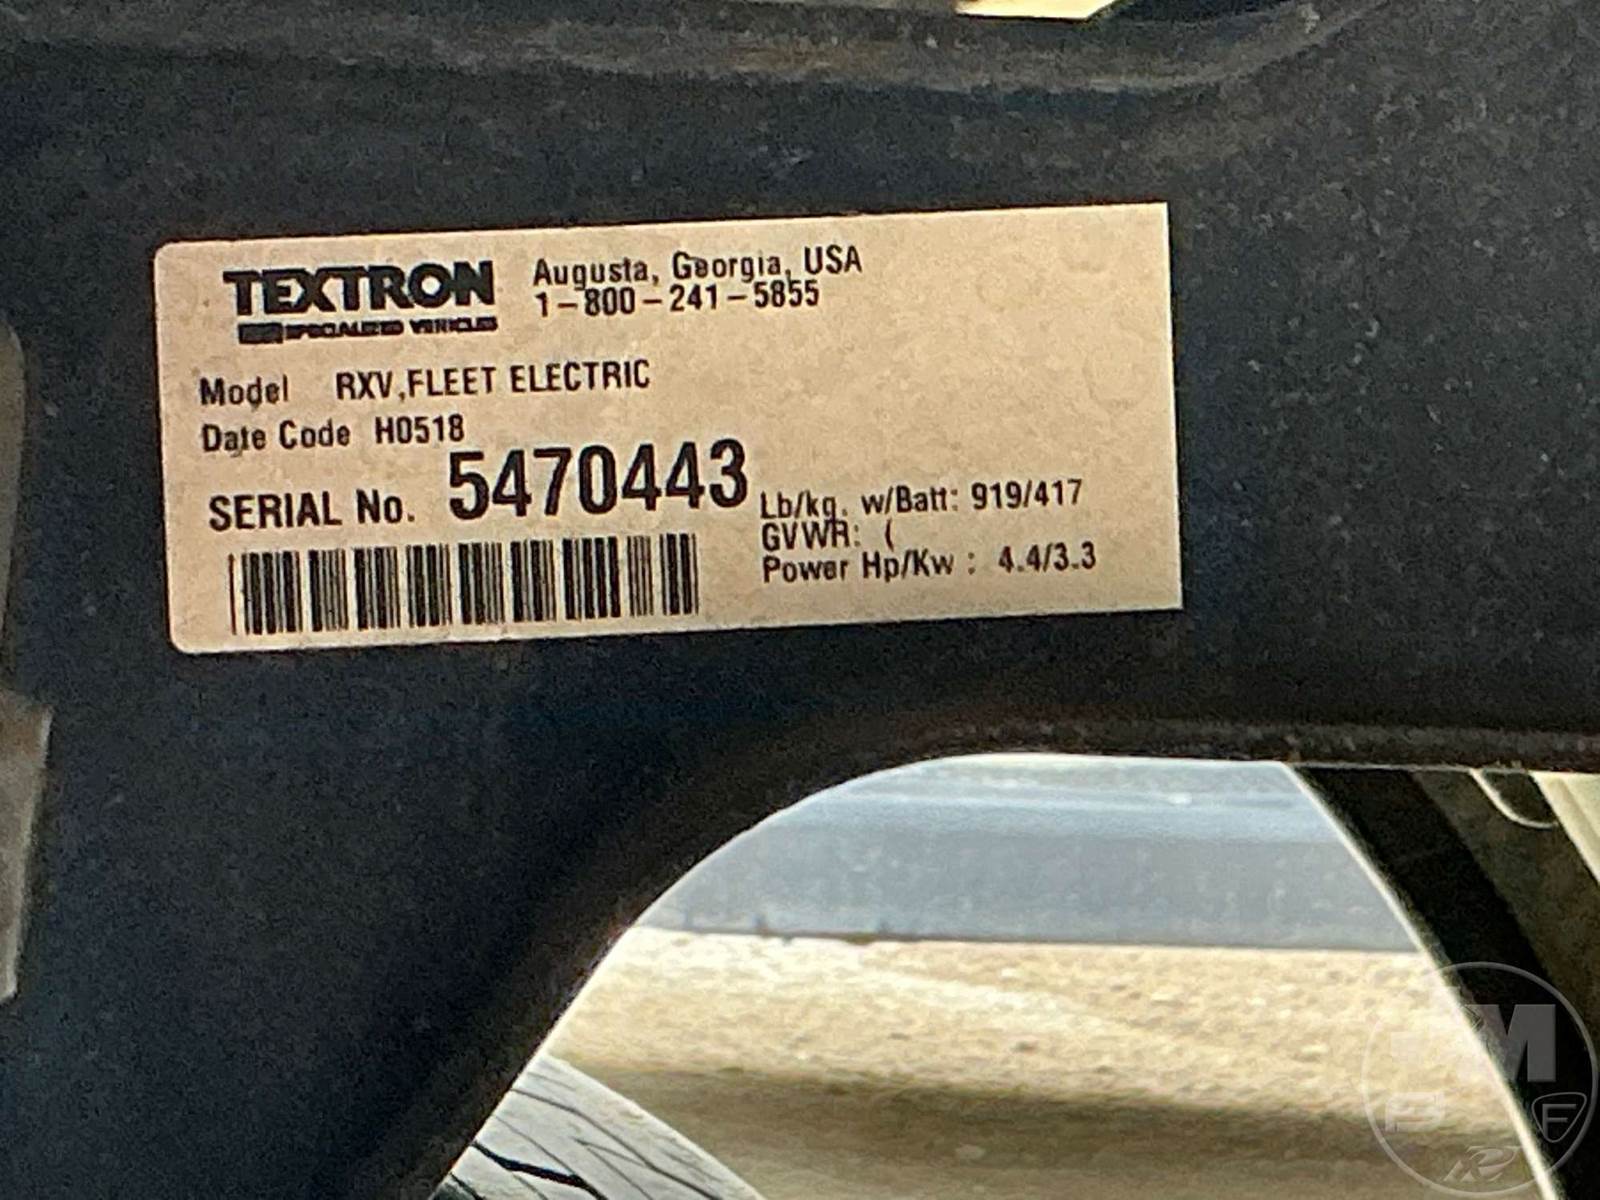 TEXTRON
SPECIALIZED VEHICLES
Augusta, Georgia, USA
1-800-241-5855
Model RXV,FLEET ELECTRIC
Date Code H0518
SERIAL No. 5470443
Lb/kg. w/Batt: 919/417
GVWR: (
Power Hp/Kw : 4.4/3.3